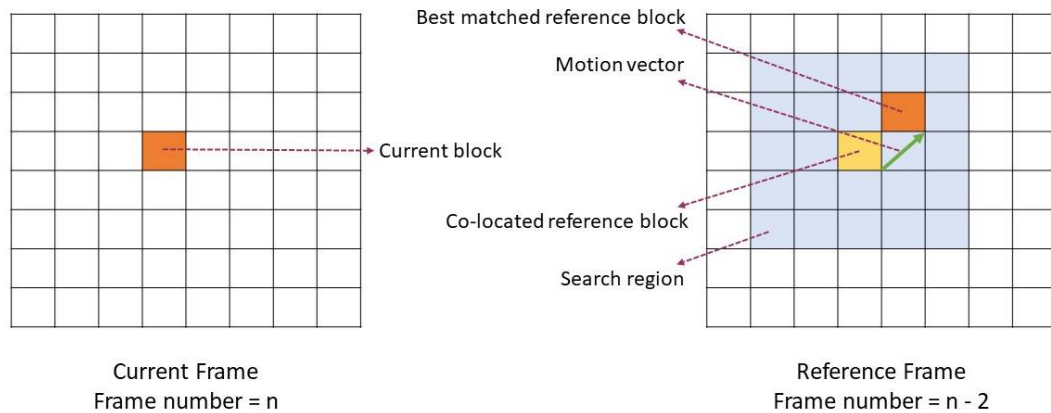 Best matched reference block
Motion vector
Current block
Co-located reference block
Search region
Current Frame
Frame number = n
Reference Frame
Frame number = n - 2